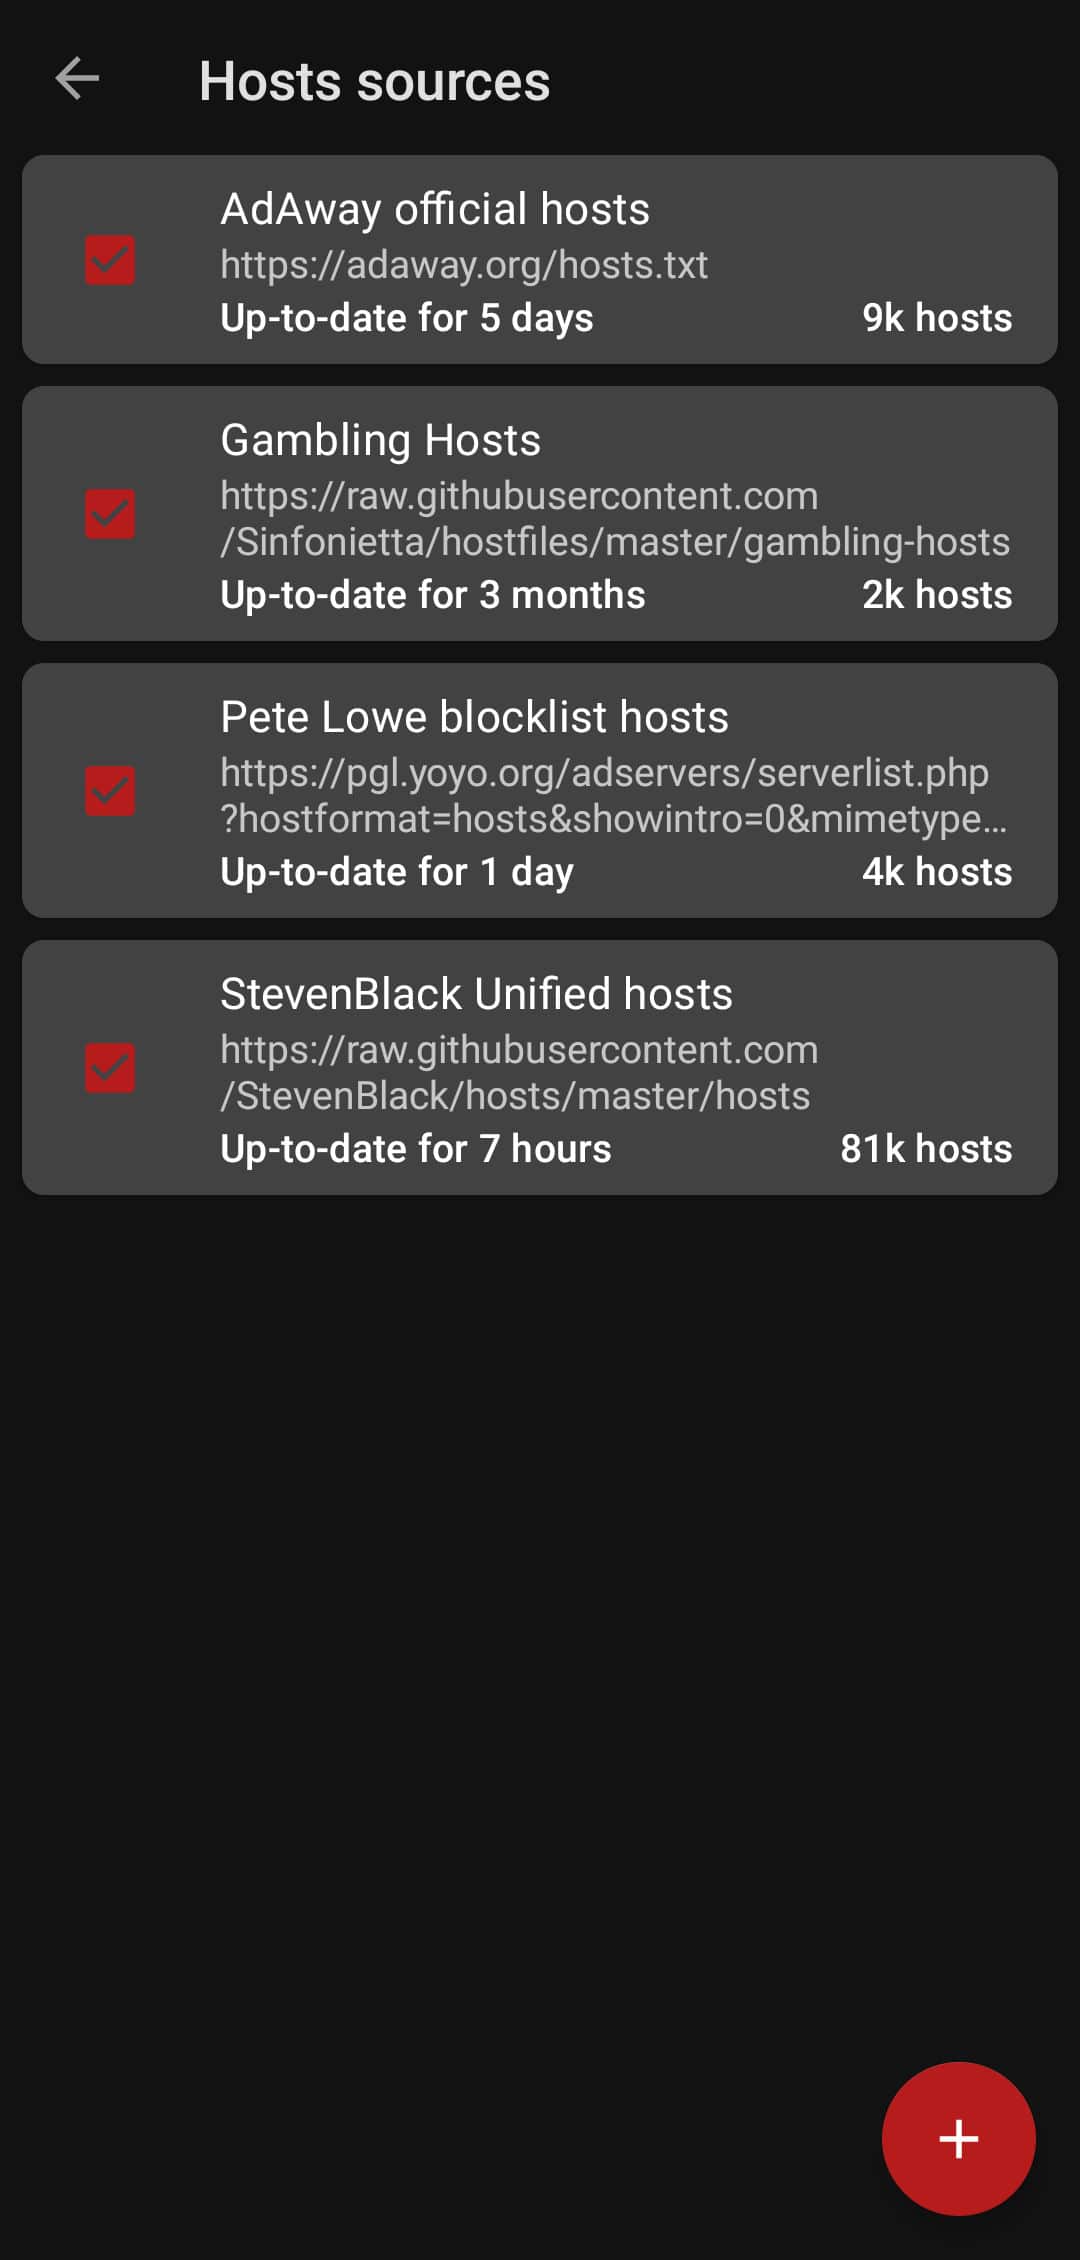 Hosts sources
AdAway official hosts
https://adaway.org/hosts.txt
Up-to-date for 5 days 9k hosts
Gambling Hosts
https://raw.githubusercontent.com
/Sinfonietta/hostfiles/master/gambling-hosts
Up-to-date for 3 months 2k hosts
Pete Lowe blocklist hosts
https://pgl.yoyo.org/adservers/serverlist.php
?hostformat=hosts&showintro=0&mimetype…
Up-to-date for 1 day 4k hosts
StevenBlack Unified hosts
https://raw.githubusercontent.com
/StevenBlack/hosts/master/hosts
Up-to-date for 7 hours 81k hosts